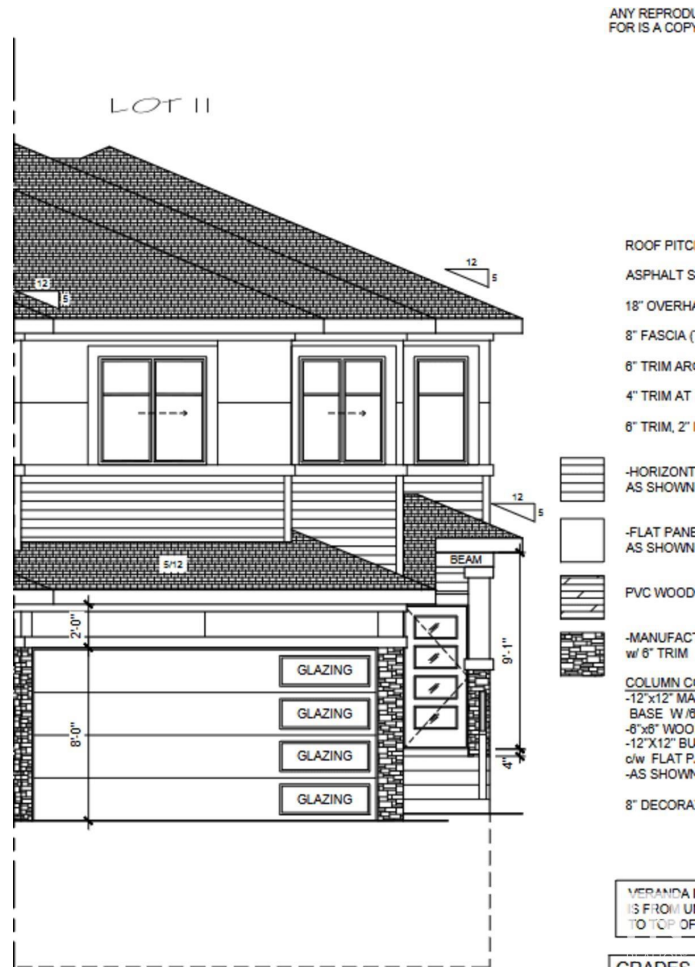 ANY REPRODU
FOR IS A COPY
LOT 11
12
5
12
5
ROOF PITC
ASPHALT S
18" OVERHA
8" FASCIA (
6" TRIM ARO
4" TRIM AT
6" TRIM, 2"
-HORIZONT
AS SHOWN
12
5
-FLAT PANE
AS SHOWN
5/12
BEAM
PVC WOOD
2'-0"
9'-1"
-MANUFACT
w/ 6" TRIM
GLAZING
GLAZING
GLAZING
GLAZING
8'-0"
4"
COLUMN CO
-12"x12" MA
BASE W/6
-6"x6" WOO
-12"X12" BU
c/w FLAT PA
-AS SHOWN
8" DECORA
VERANDA
IS FROM U
TO TOP OF
GRADES